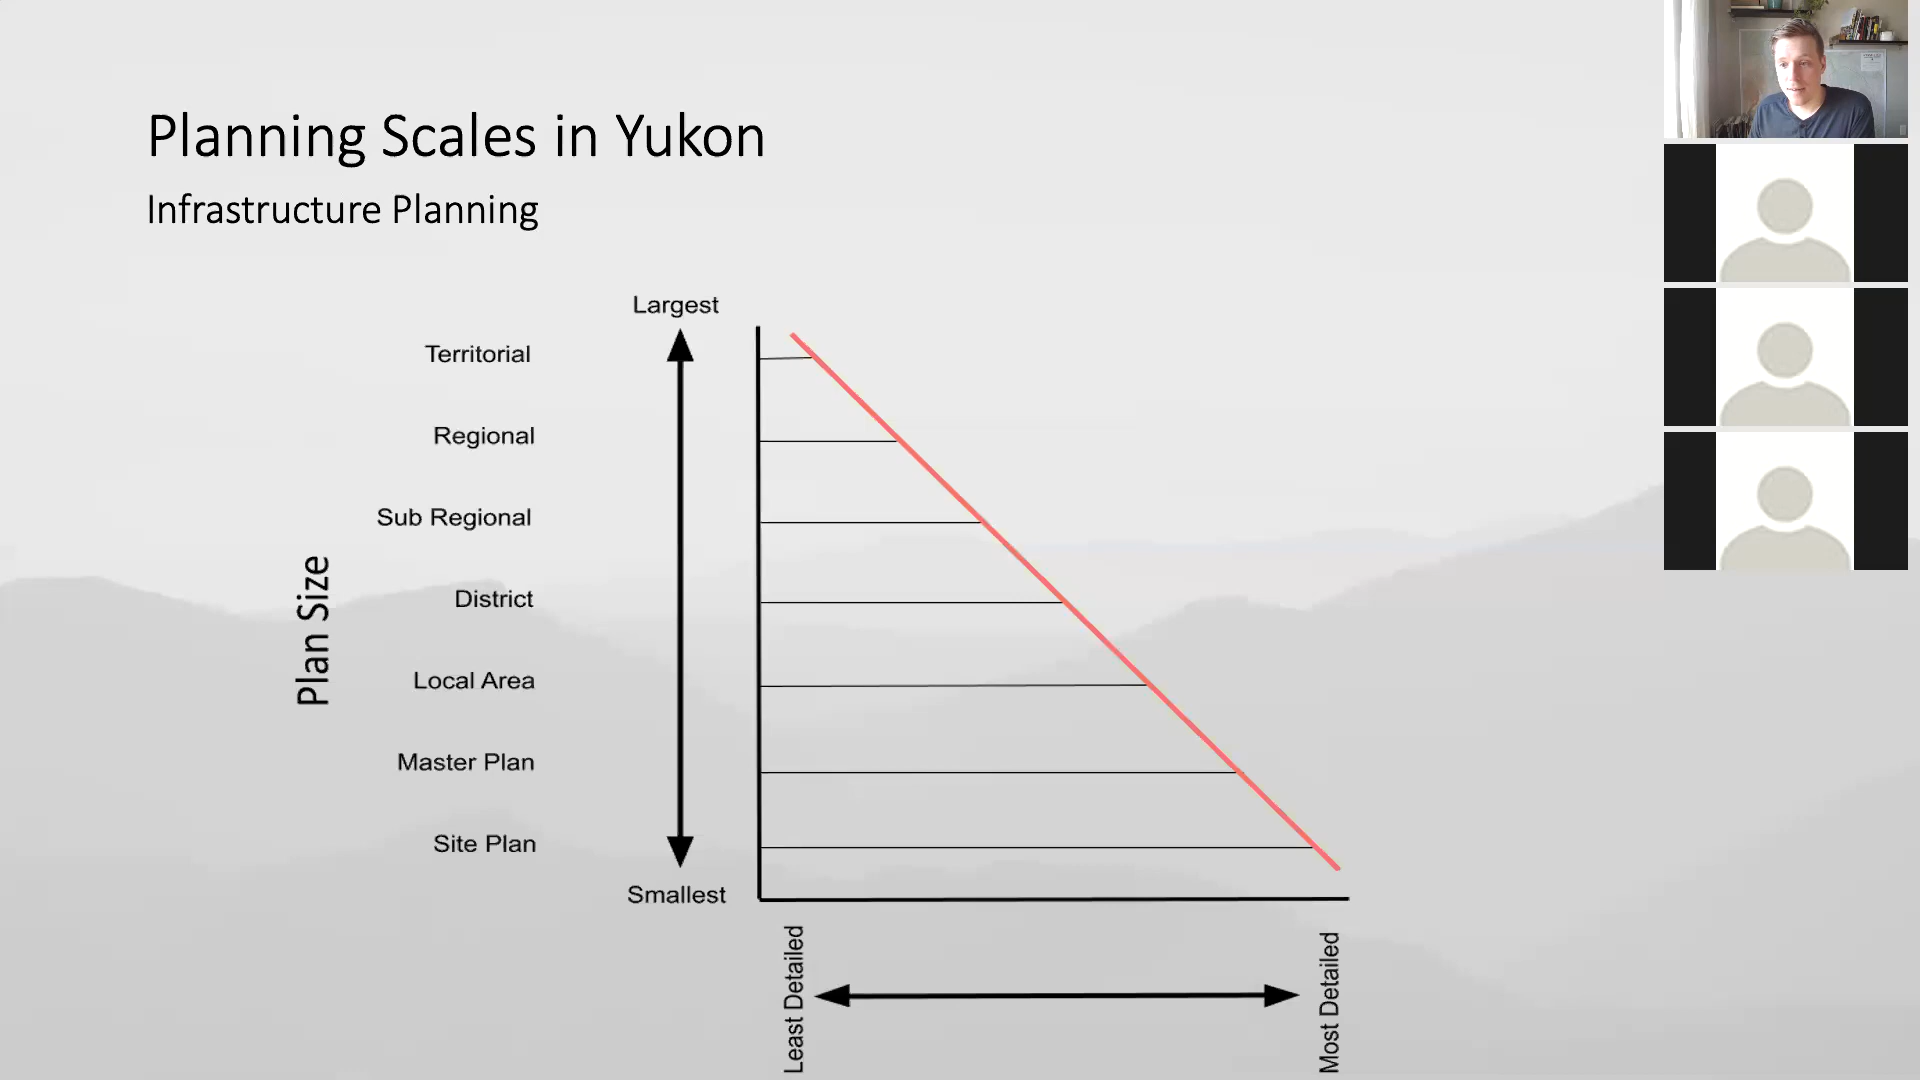 Planning Scales in Yukon
Infrastructure Planning
Largest
Territorial
Regional
Sub Regional
District
Local Area
Master Plan
Site Plan
Smallest
Plan Size
Least Detailed
Most Detailed